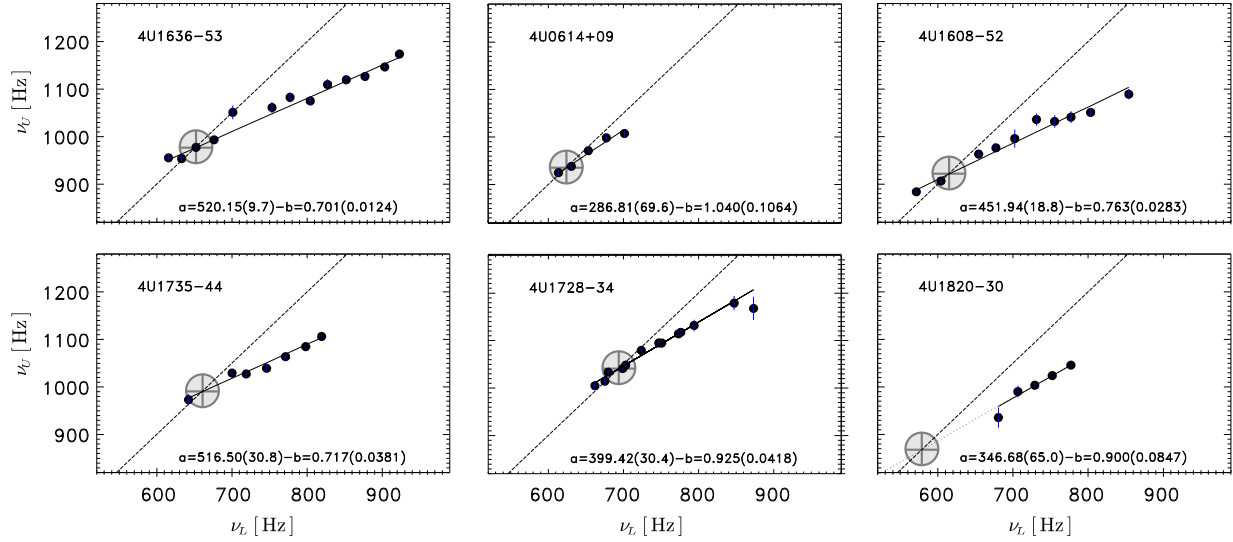 4U1636-53
4U0614+09
4U1608-52
1200
1100
1000
900
ν_U [Hz]
a=520.15(9.7)-b=0.701(0.0124)
a=286.81(69.6)-b=1.040(0.1064)
a=451.94(18.8)-b=0.763(0.0283)
4U1735-44
4U1728-34
4U1820-30
1200
1100
1000
900
ν_U [Hz]
a=516.50(30.8)-b=0.717(0.0381)
a=399.42(30.4)-b=0.925(0.0418)
a=346.68(65.0)-b=0.900(0.0847)
600 700 800 900
600 700 800 900
600 700 800 900
ν_L [Hz]
ν_L [Hz]
ν_L [Hz]